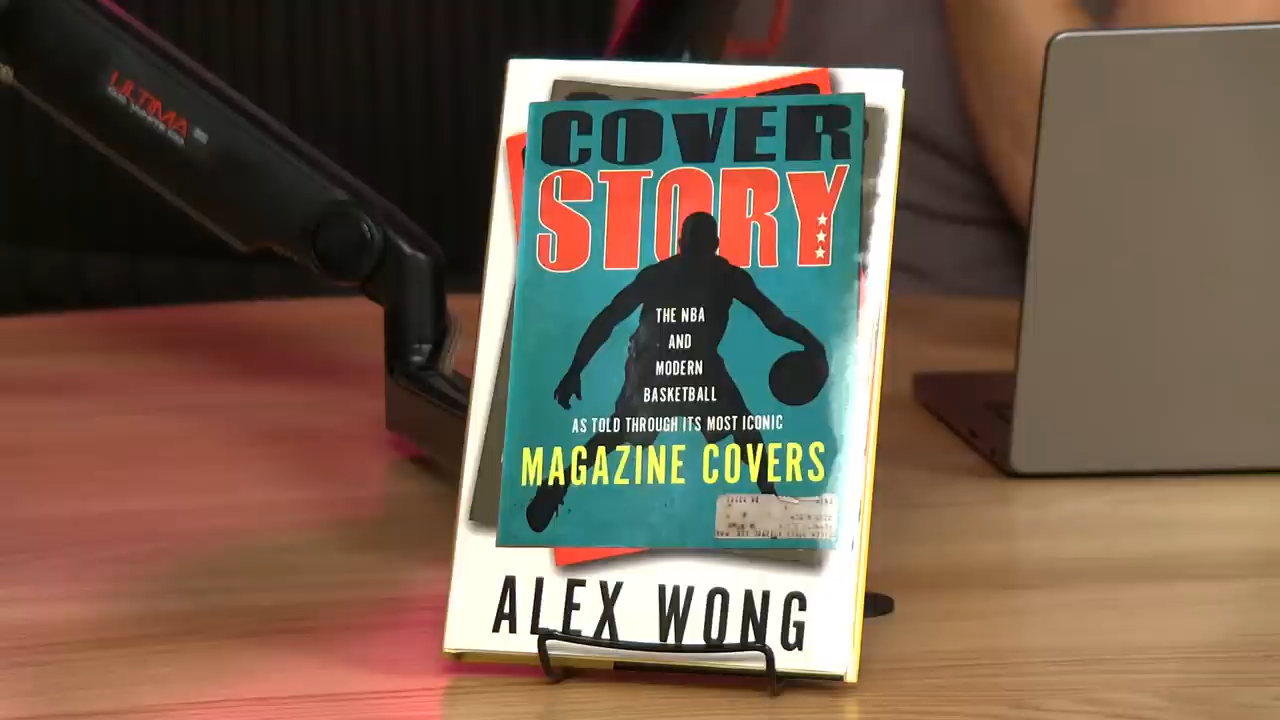 ULTIMA
COVER
STORY
THE NBA
AND
MODERN
BASKETBALL
AS TOLD THROUGH ITS MOST ICONIC
MAGAZINE COVERS
ALEX WONG